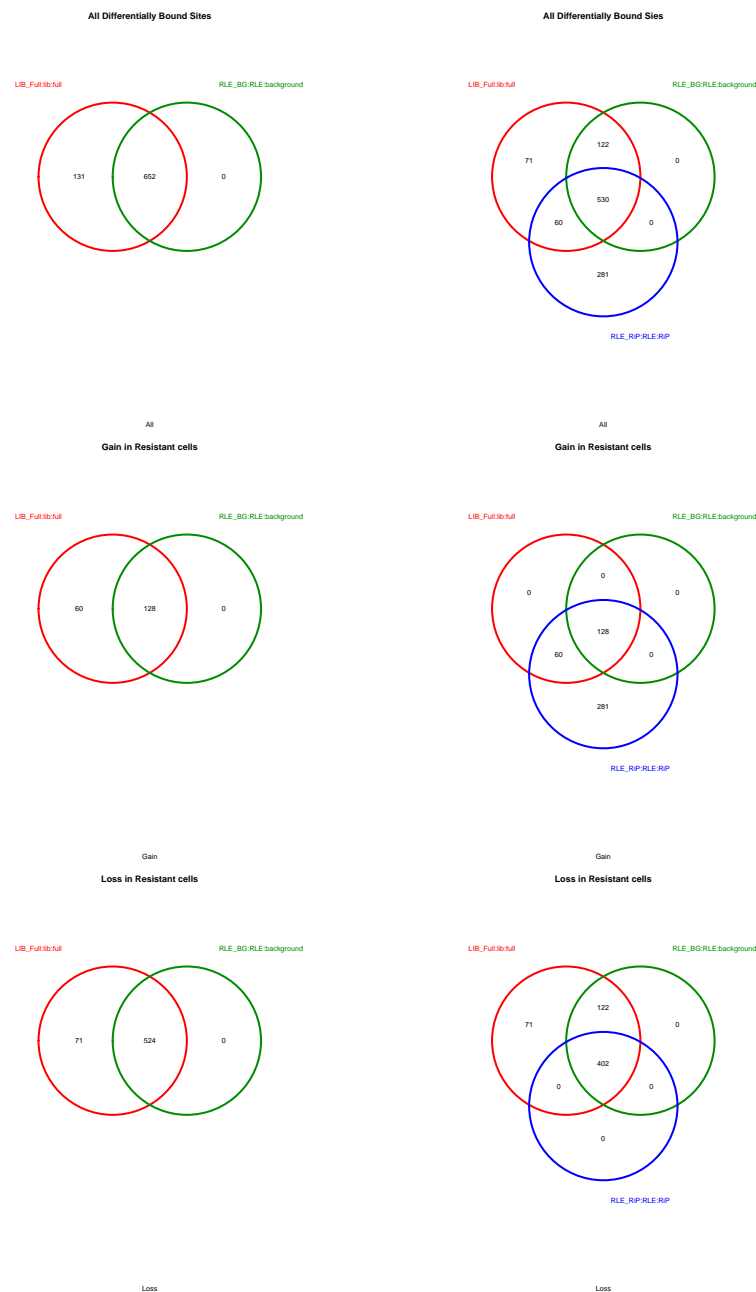 All Differentially Bound Sites
LIB_Full:lib:full
RLE_BG:RLE:background
131
652
0
All
All Differentially Bound Sies
LIB_Full:lib:full
RLE_BG:RLE:background
122
71
0
530
60
0
281
RLE_RiP:RLE:RiP
All
Gain in Resistant cells
LIB_Full:lib:full
RLE_BG:RLE:background
60
128
0
Gain
Gain in Resistant cells
LIB_Full:lib:full
RLE_BG:RLE:background
0
0
0
128
60
0
281
RLE_RiP:RLE:RiP
Gain
Loss in Resistant cells
LIB_Full:lib:full
RLE_BG:RLE:background
71
524
0
Loss
Loss in Resistant cells
LIB_Full:lib:full
RLE_BG:RLE:background
122
71
0
402
0
0
0
RLE_RiP:RLE:RiP
Loss